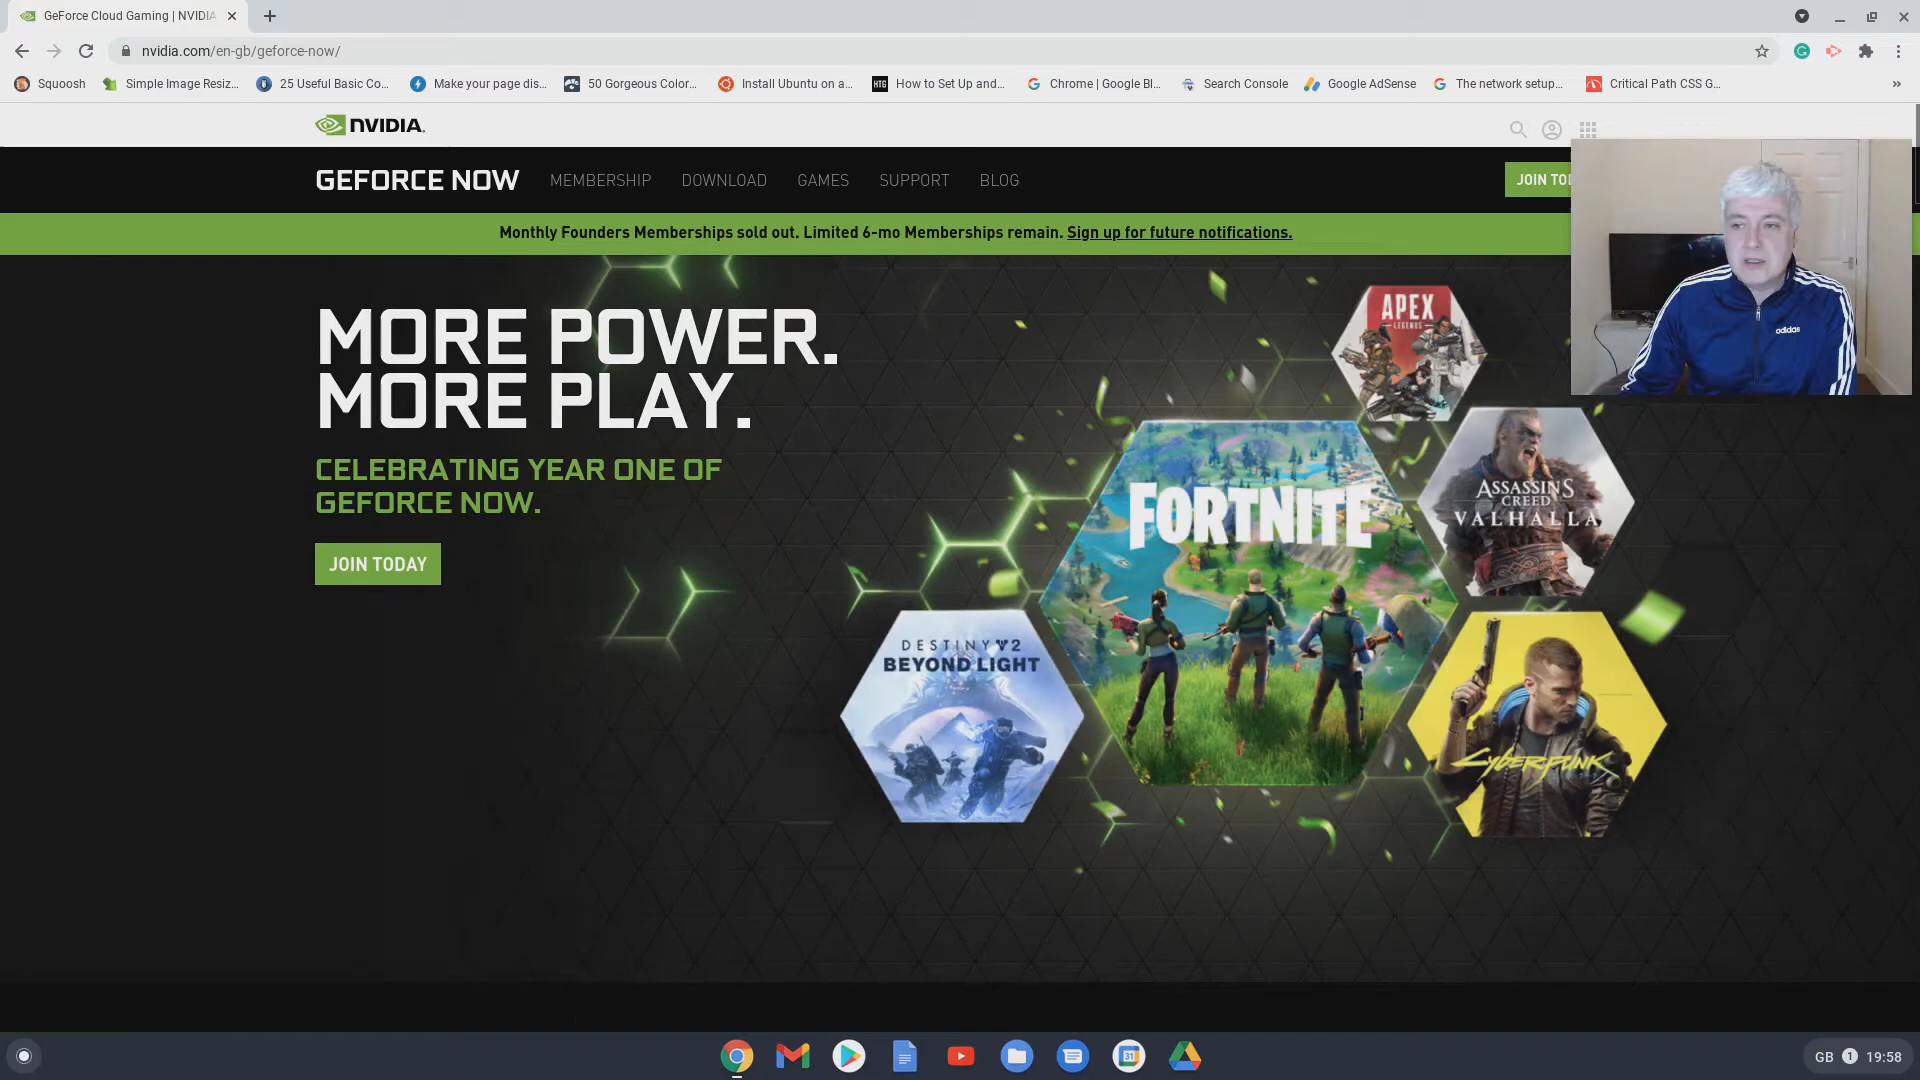 GeForce Cloud Gaming | NVIDIA
nvidia.com/en-gb/geforce-now/
Squoosh
Simple Image Resiz...
25 Useful Basic Co...
Make your page dis...
50 Gorgeous Color...
Install Ubuntu on a...
HTG
How to Set Up and...
Chrome | Google Bl...
Search Console
Google AdSense
The network setup...
Critical Path CSS G...
»
NVIDIA.
GEFORCE NOW
MEMBERSHIP
DOWNLOAD
GAMES
SUPPORT
BLOG
JOIN TO
Monthly Founders Memberships sold out. Limited 6-mo Memberships remain. Sign up for future notifications.
MORE POWER.
MORE PLAY.
CELEBRATING YEAR ONE OF
GEFORCE NOW.
JOIN TODAY
APEX
LEGENDS
adidas
FORTNITE
ASSASSIN'S
CREED
VALHALLA
DESTINY 2
BEYOND LIGHT
Cyberpunk
31
GB
1
19:58